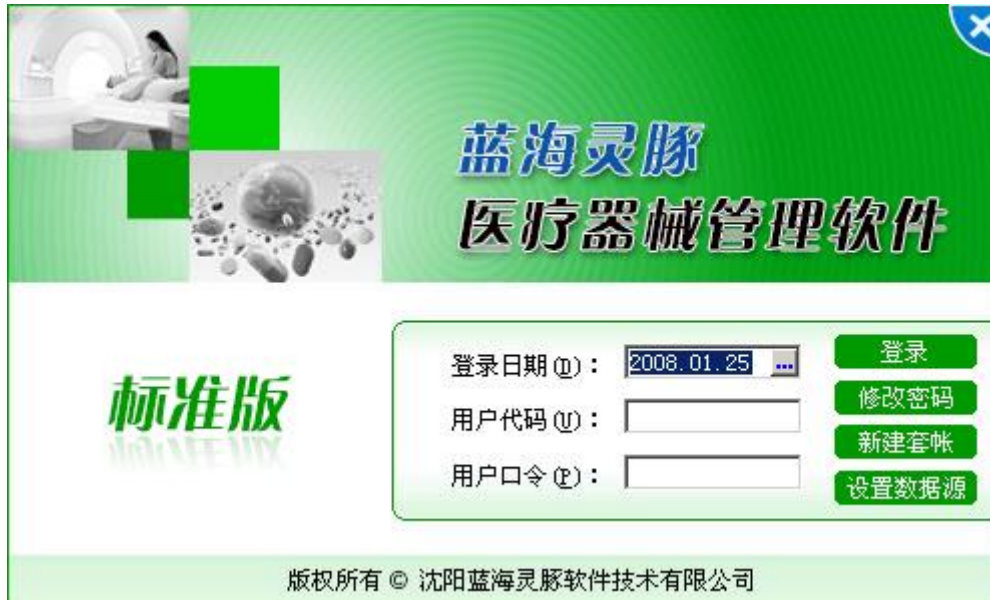 蓝海灵豚
医疗器械管理软件
标准版
登录日期(D)： 2008.01.25 ...
登录
用户代码(U)：
修改密码
新建套帐
用户口令(P)：
设置数据源
版权所有 © 沈阳蓝海灵豚软件技术有限公司